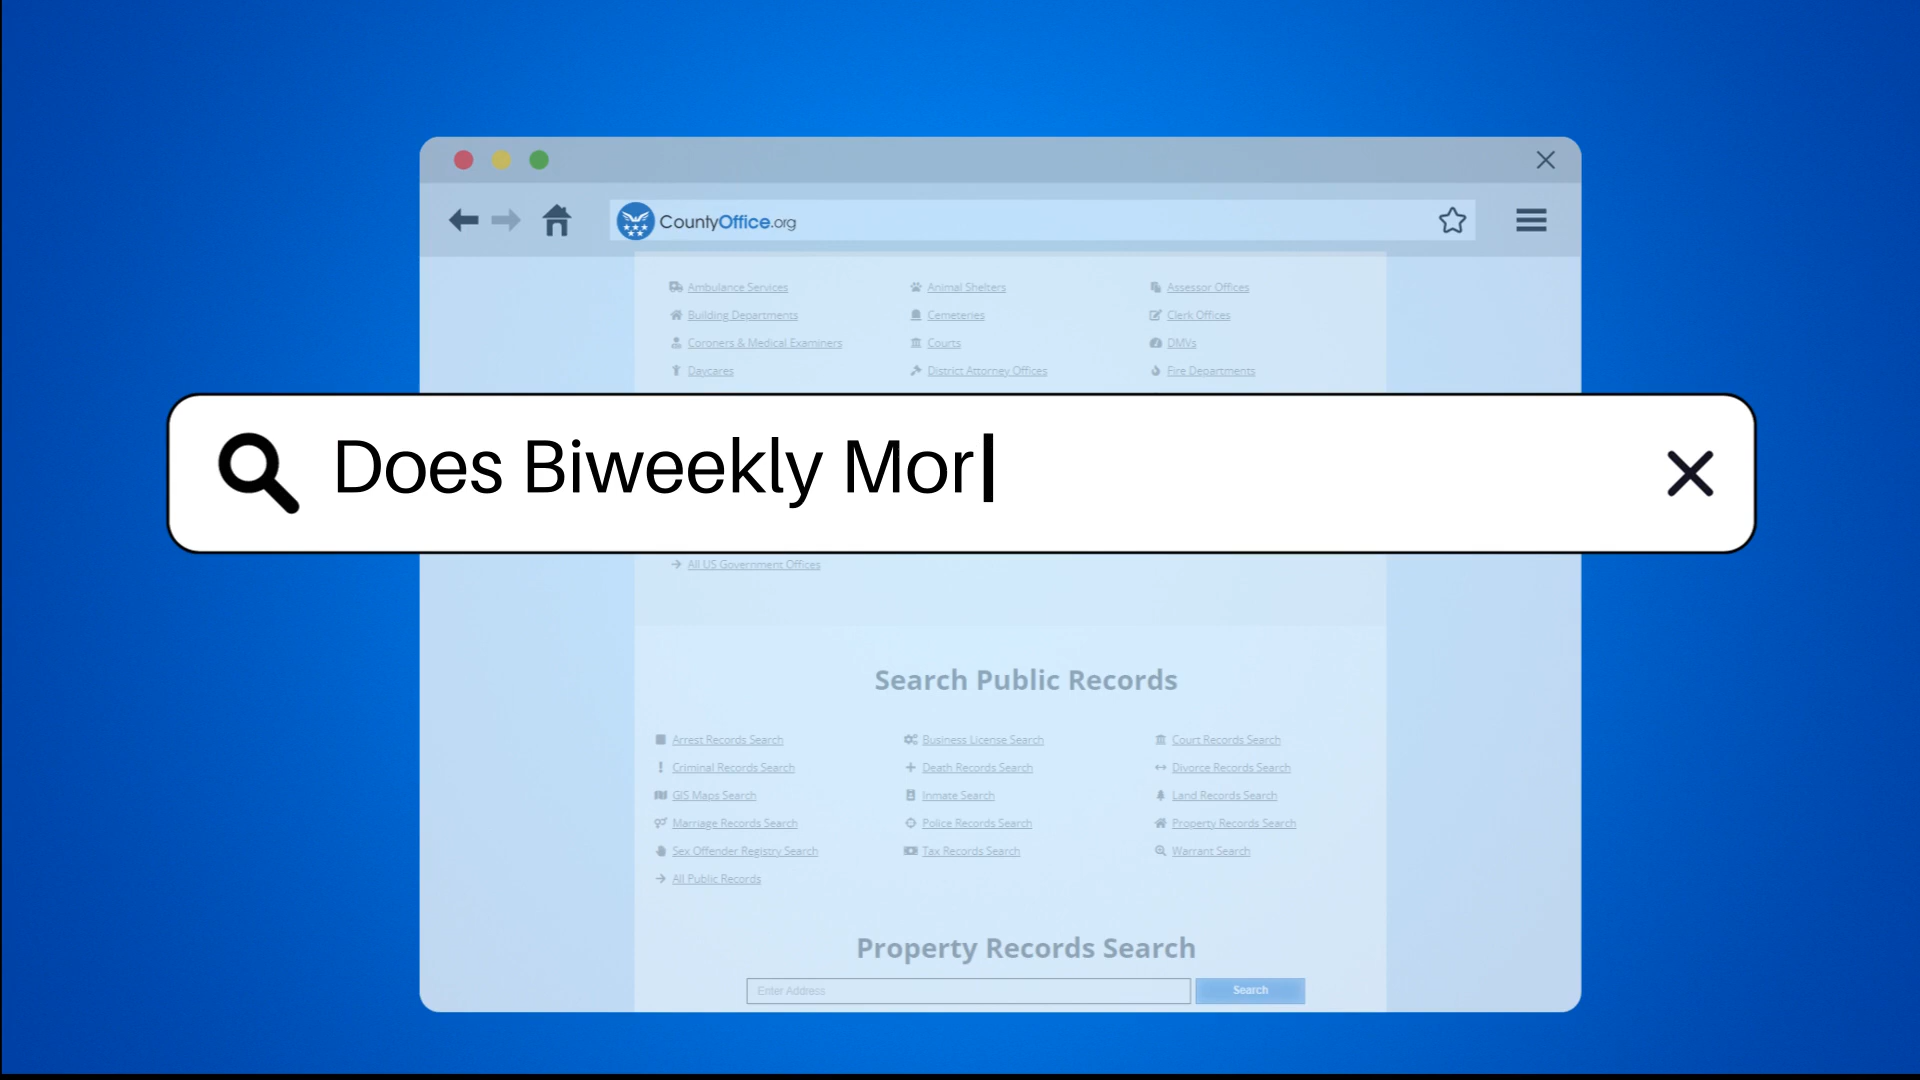 CountyOffice.org
Ambulance Services Animal Shelters Assessor Offices
Building Departments Cemeteries Clerk Offices
Coroners & Medical Examiners Courts DMVs
Daycares District Attorney Offices Fire Departments
Does Biweekly Mor
All US Government Offices
Search Public Records
Arrest Records Search Business License Search Court Records Search
Criminal Records Search Death Records Search Divorce Records Search
GIS Maps Search Inmate Search Land Records Search
Marriage Records Search Police Records Search Property Records Search
Sex Offender Registry Search Tax Records Search Warrant Search
All Public Records
Property Records Search
Enter Address Search